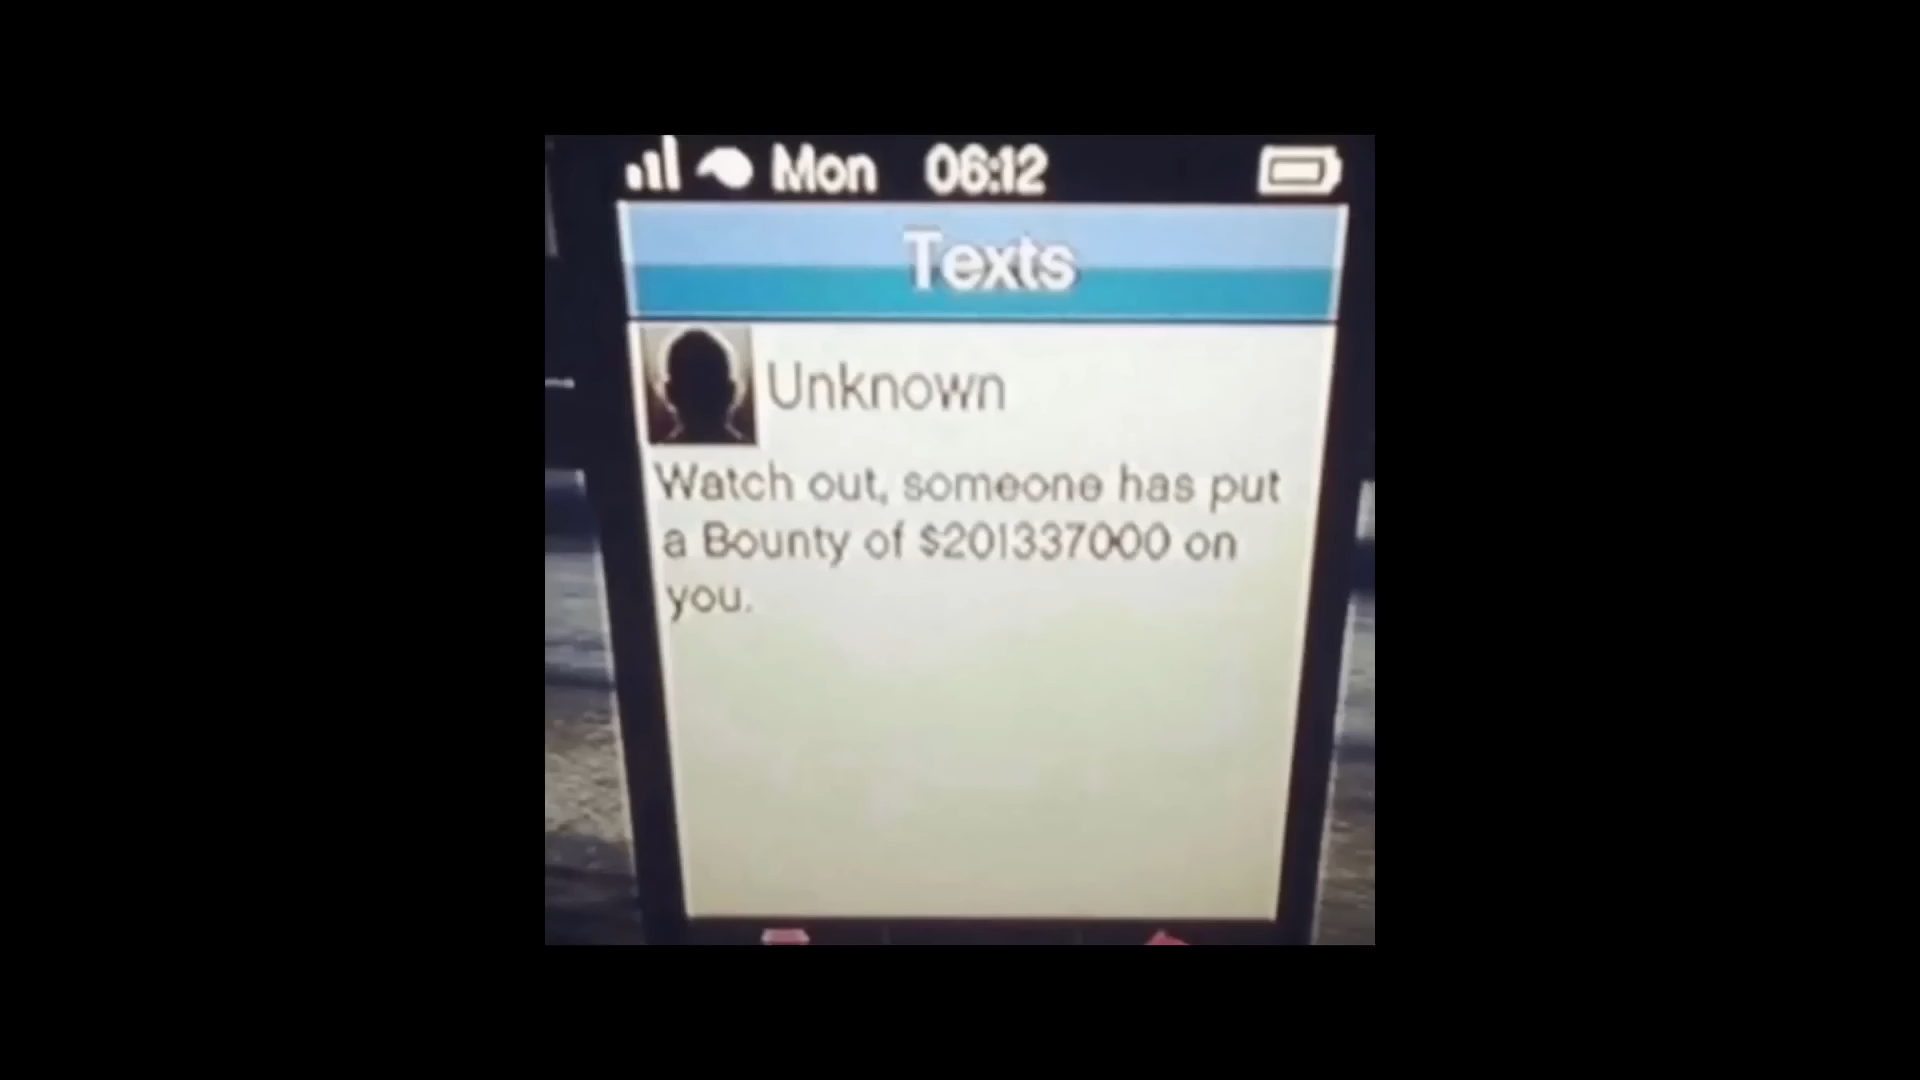 Mon 06:12
Texts
Unknown
Watch out, someone has put
a Bounty of $201337000 on
you.